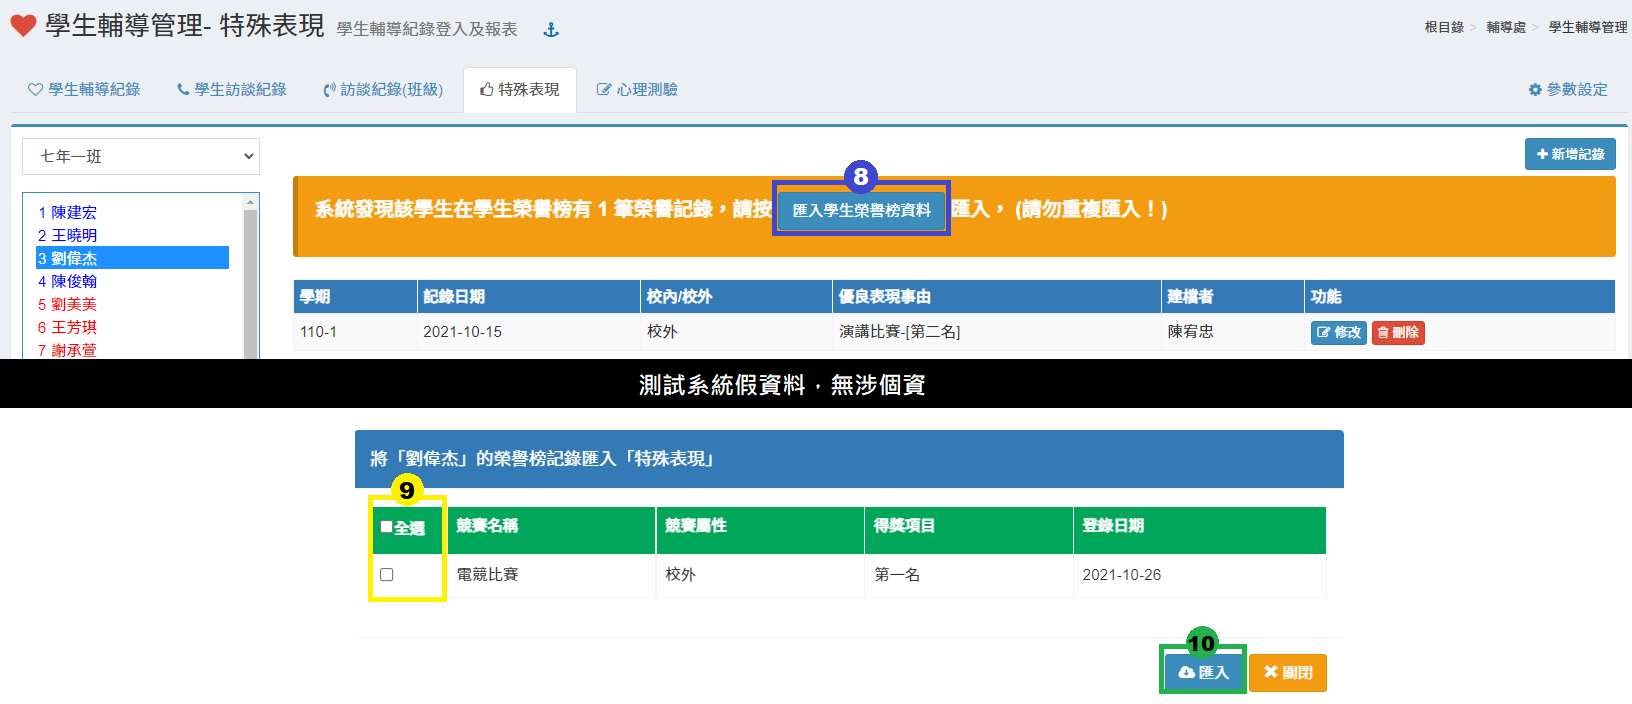 學生輔導管理- 特殊表現 學生輔導紀錄登入及報表
根目錄 > 輔導處 > 學生輔導管理
學生輔導紀錄 學生訪談紀錄 訪談紀錄(班級) 特殊表現 心理測驗 參數設定
七年一班
新增記錄
8
系統發現該學生在學生榮譽榜有 1 筆榮譽記錄，請按 匯入學生榮譽榜資料 匯入， (請勿重複匯入！)
1 陳建宏
2 王曉明
3 劉偉杰
4 陳俊翰
5 劉美美
6 王芳琪
7 謝承萱
學期 記錄日期 校內/校外 優良表現事由 建檔者 功能
110-1 2021-10-15 校外 演講比賽-[第二名] 陳宥忠 修改 刪除
測試系統假資料，無涉個資
將「劉偉杰」的榮譽榜記錄匯入「特殊表現」
9
全選 競賽名稱 競賽屬性 得獎項目 登錄日期
電競比賽 校外 第一名 2021-10-26
10
匯入 關閉